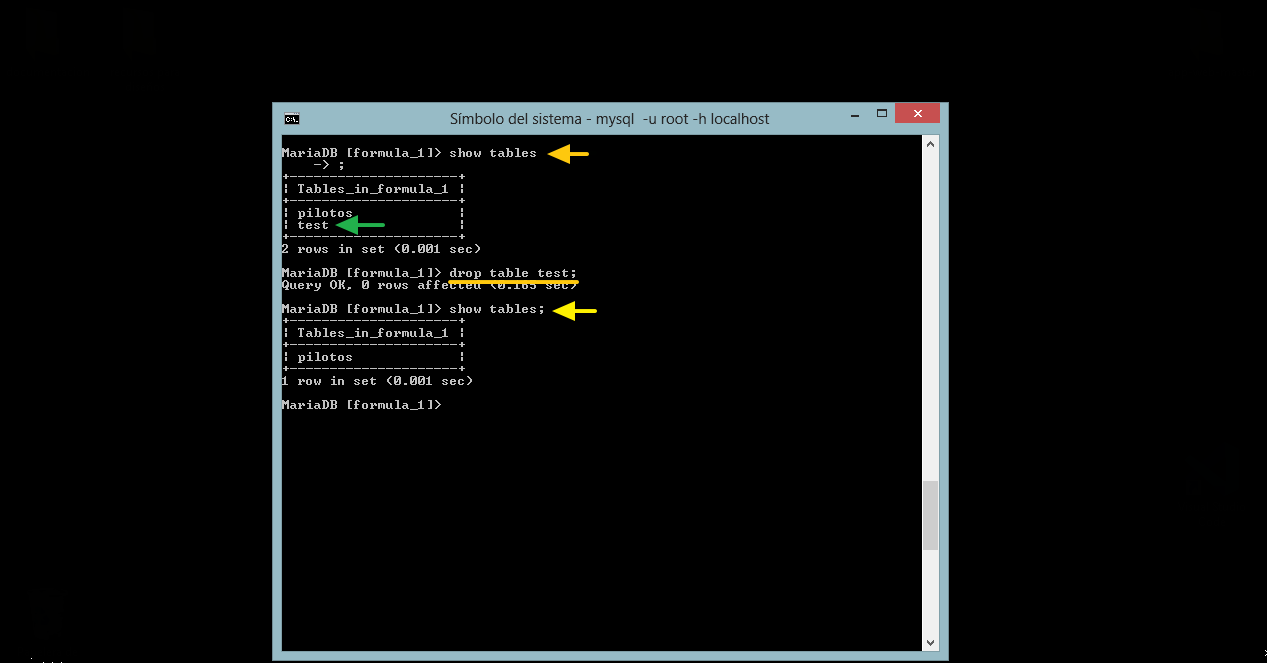 Símbolo del sistema - mysql  -u root -h localhost
MariaDB [formula_1]> show tables
    -> ;
+---------------------+
| Tables_in_formula_1 |
+---------------------+
| pilotos             |
| test                |
+---------------------+
2 rows in set (0.001 sec)
MariaDB [formula_1]> drop table test;
Query OK, 0 rows affected (0.165 sec)
MariaDB [formula_1]> show tables;
+---------------------+
| Tables_in_formula_1 |
+---------------------+
| pilotos             |
+---------------------+
1 row in set (0.001 sec)
MariaDB [formula_1]>